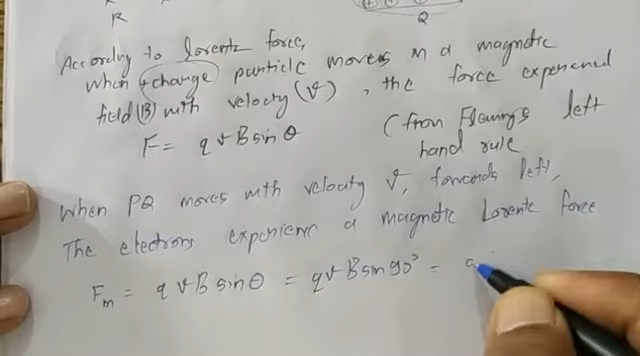 R
Q
According to lorentz force,
When +charge particle moves in a magnetic
field (B) with velocity (v), the force experienced
F = qvB sin θ (from Flemings left
hand rule
When PQ moves with velocity v, towards left,
The electrons experience a magnetic Lorentz force
Fm = qvB sin θ = qvB sin 90° = q